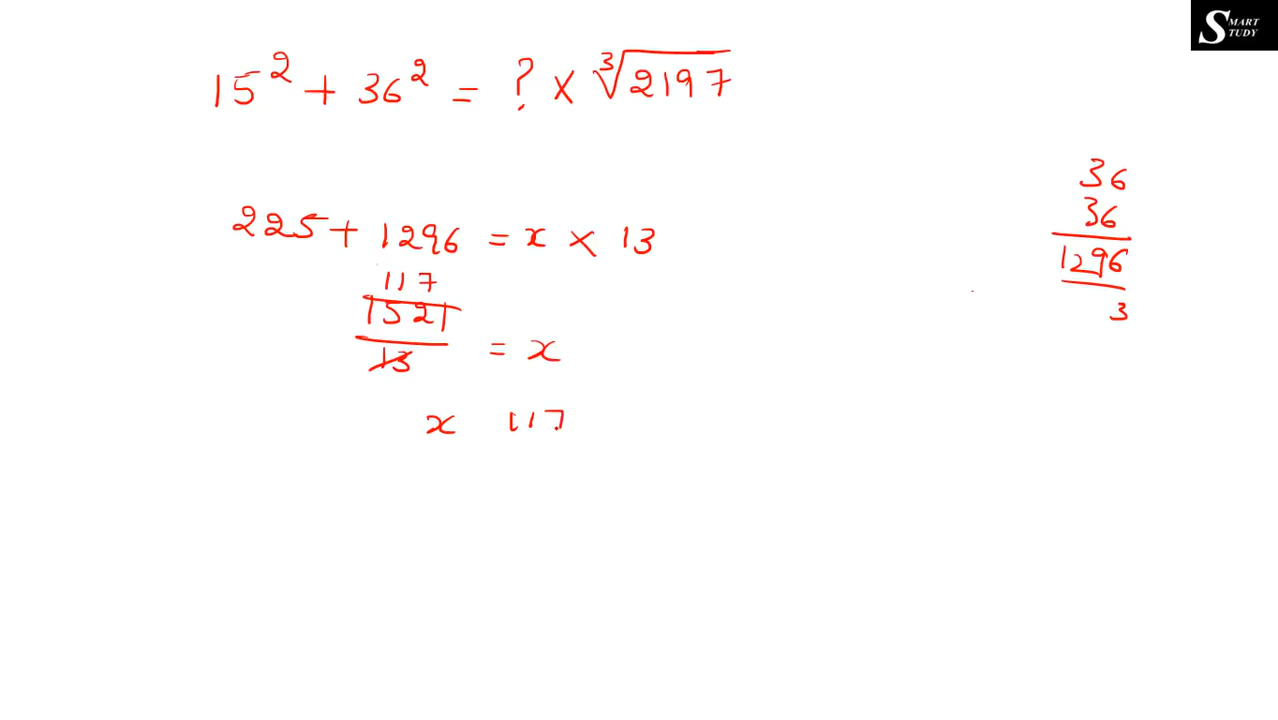 SMART STUDY
15² + 36² = ? × ∛2197
36
36
1296
3
225 + 1296 = x × 13
117
1521
13 = x
x 117